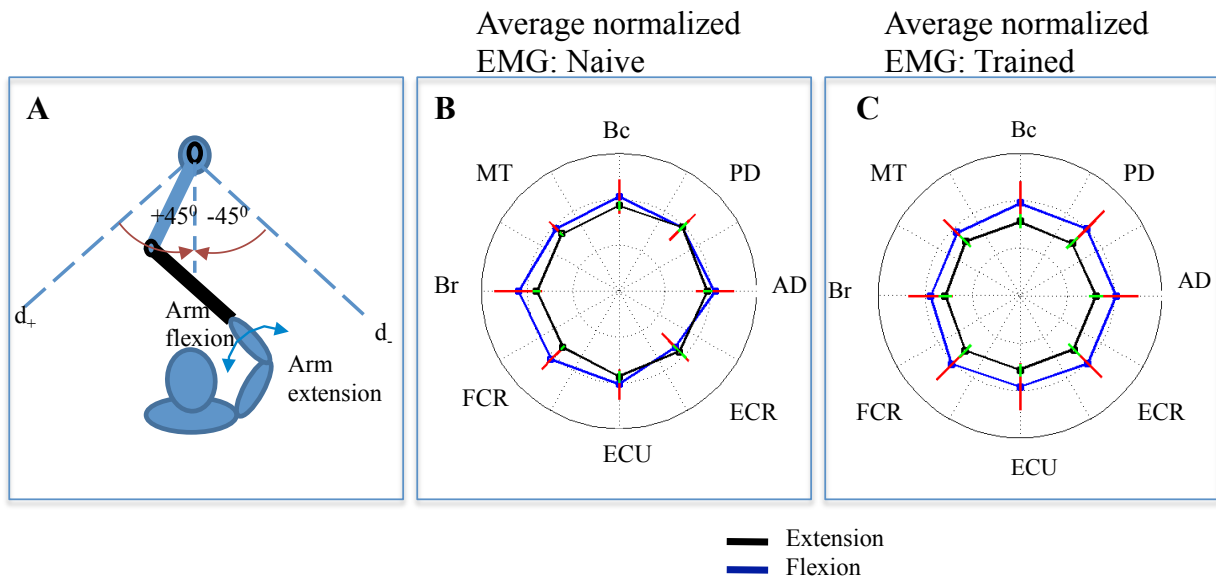 Average normalized
EMG: Naive
Average normalized
EMG: Trained
A
+45⁰ -45⁰
d₊
Arm
flexion
d₋
Arm
extension
B
Bc
MT
PD
Br
AD
FCR
ECR
ECU
C
Bc
MT
PD
Br
AD
FCR
ECR
ECU
Extension
Flexion